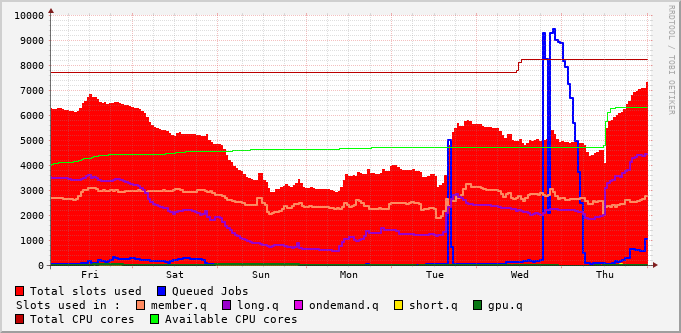 10000
9000
8000
7000
6000
5000
4000
3000
2000
1000
0
Fri Sat Sun Mon Tue Wed Thu
Total slots used Queued Jobs
Slots used in : member.q long.q ondemand.q short.q gpu.q
Total CPU cores Available CPU cores
RRDTOOL / TOBI OETIKER